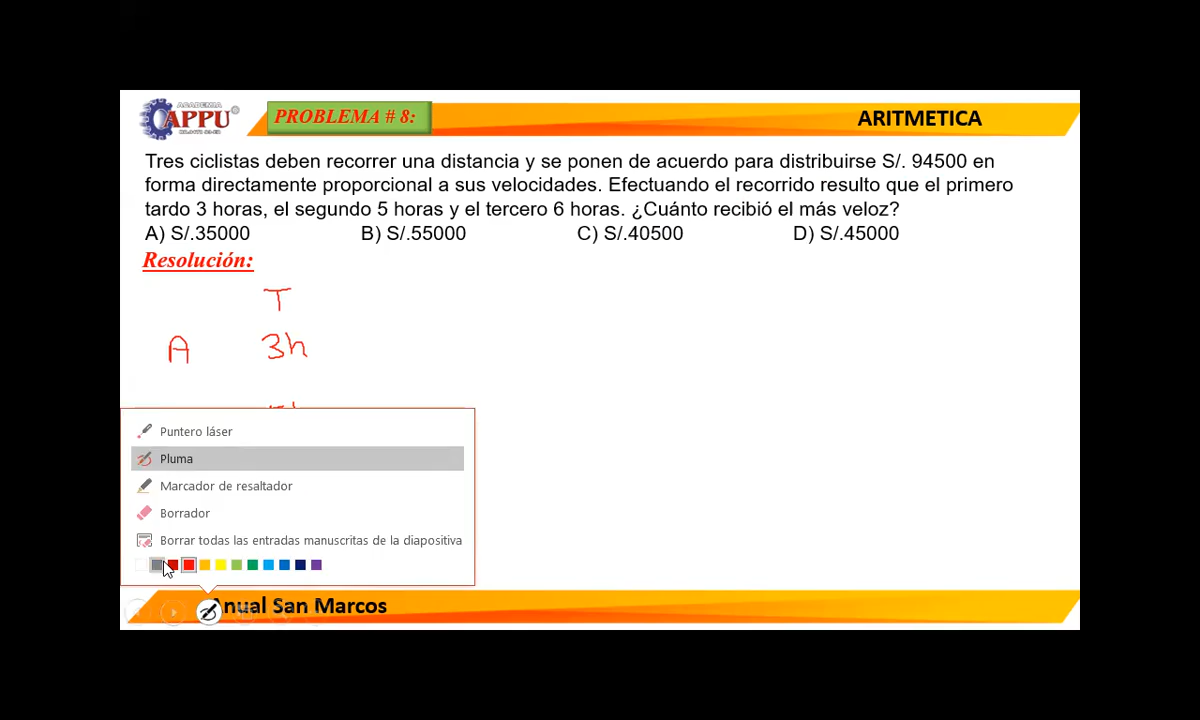 ACADEMIA
APPU
PROBLEMA # 8:
ARITMETICA
Tres ciclistas deben recorrer una distancia y se ponen de acuerdo para distribuirse S/. 94500 en
forma directamente proporcional a sus velocidades. Efectuando el recorrido resulto que el primero
tardo 3 horas, el segundo 5 horas y el tercero 6 horas. ¿Cuánto recibió el más veloz?
A) S/.35000 B) S/.55000 C) S/.40500 D) S/.45000
Resolución:
T
A 3h
Puntero láser
Pluma
Marcador de resaltador
Borrador
Borrar todas las entradas manuscritas de la diapositiva
Anual San Marcos